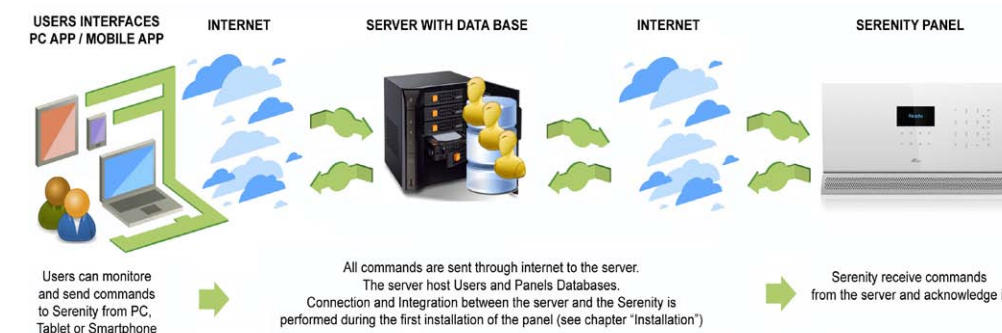 USERS INTERFACES
PC APP / MOBILE APP
INTERNET
SERVER WITH DATA BASE
INTERNET
SERENITY PANEL
Ready
Users can monitore
and send commands
to Serenity from PC,
Tablet or Smartphone
All commands are sent through internet to the server.
The server host Users and Panels Databases.
Connection and Integration between the server and the Serenity is
performed during the first installation of the panel (see chapter “Installation”)
Serenity receive commands
from the server and acknowledge i